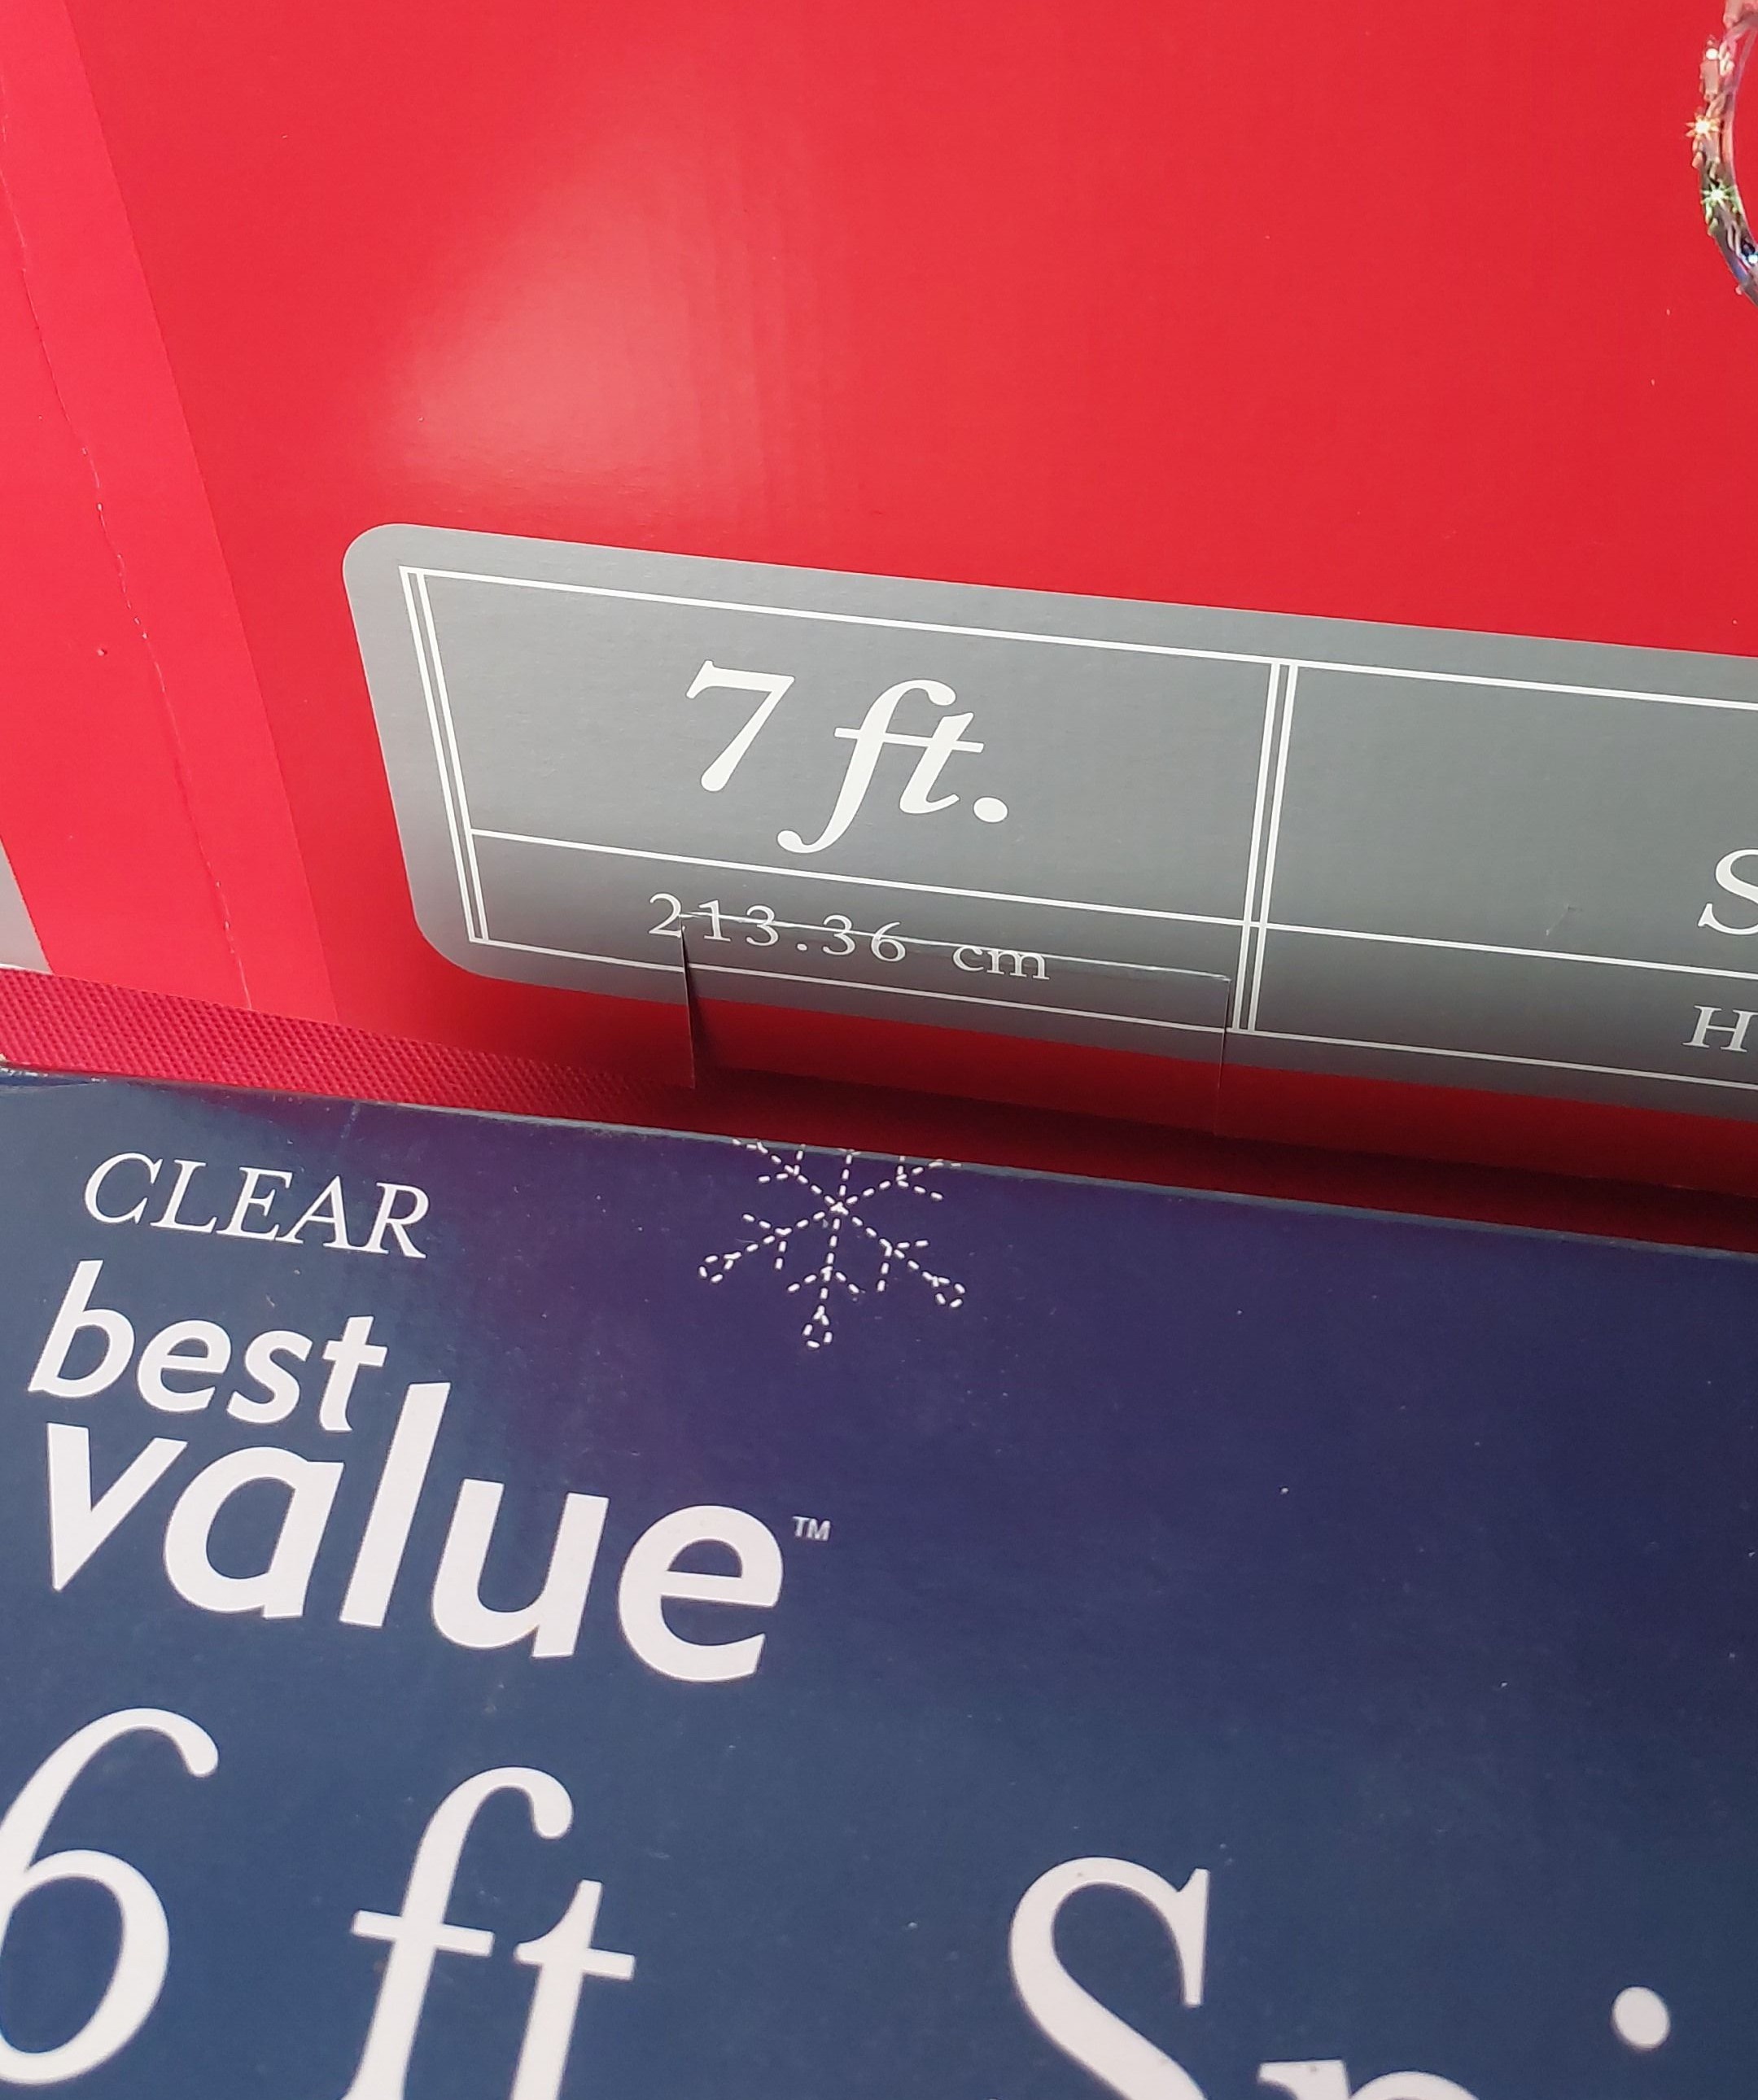 7 ft.
213.36 cm
CLEAR
best
value™
6 ft